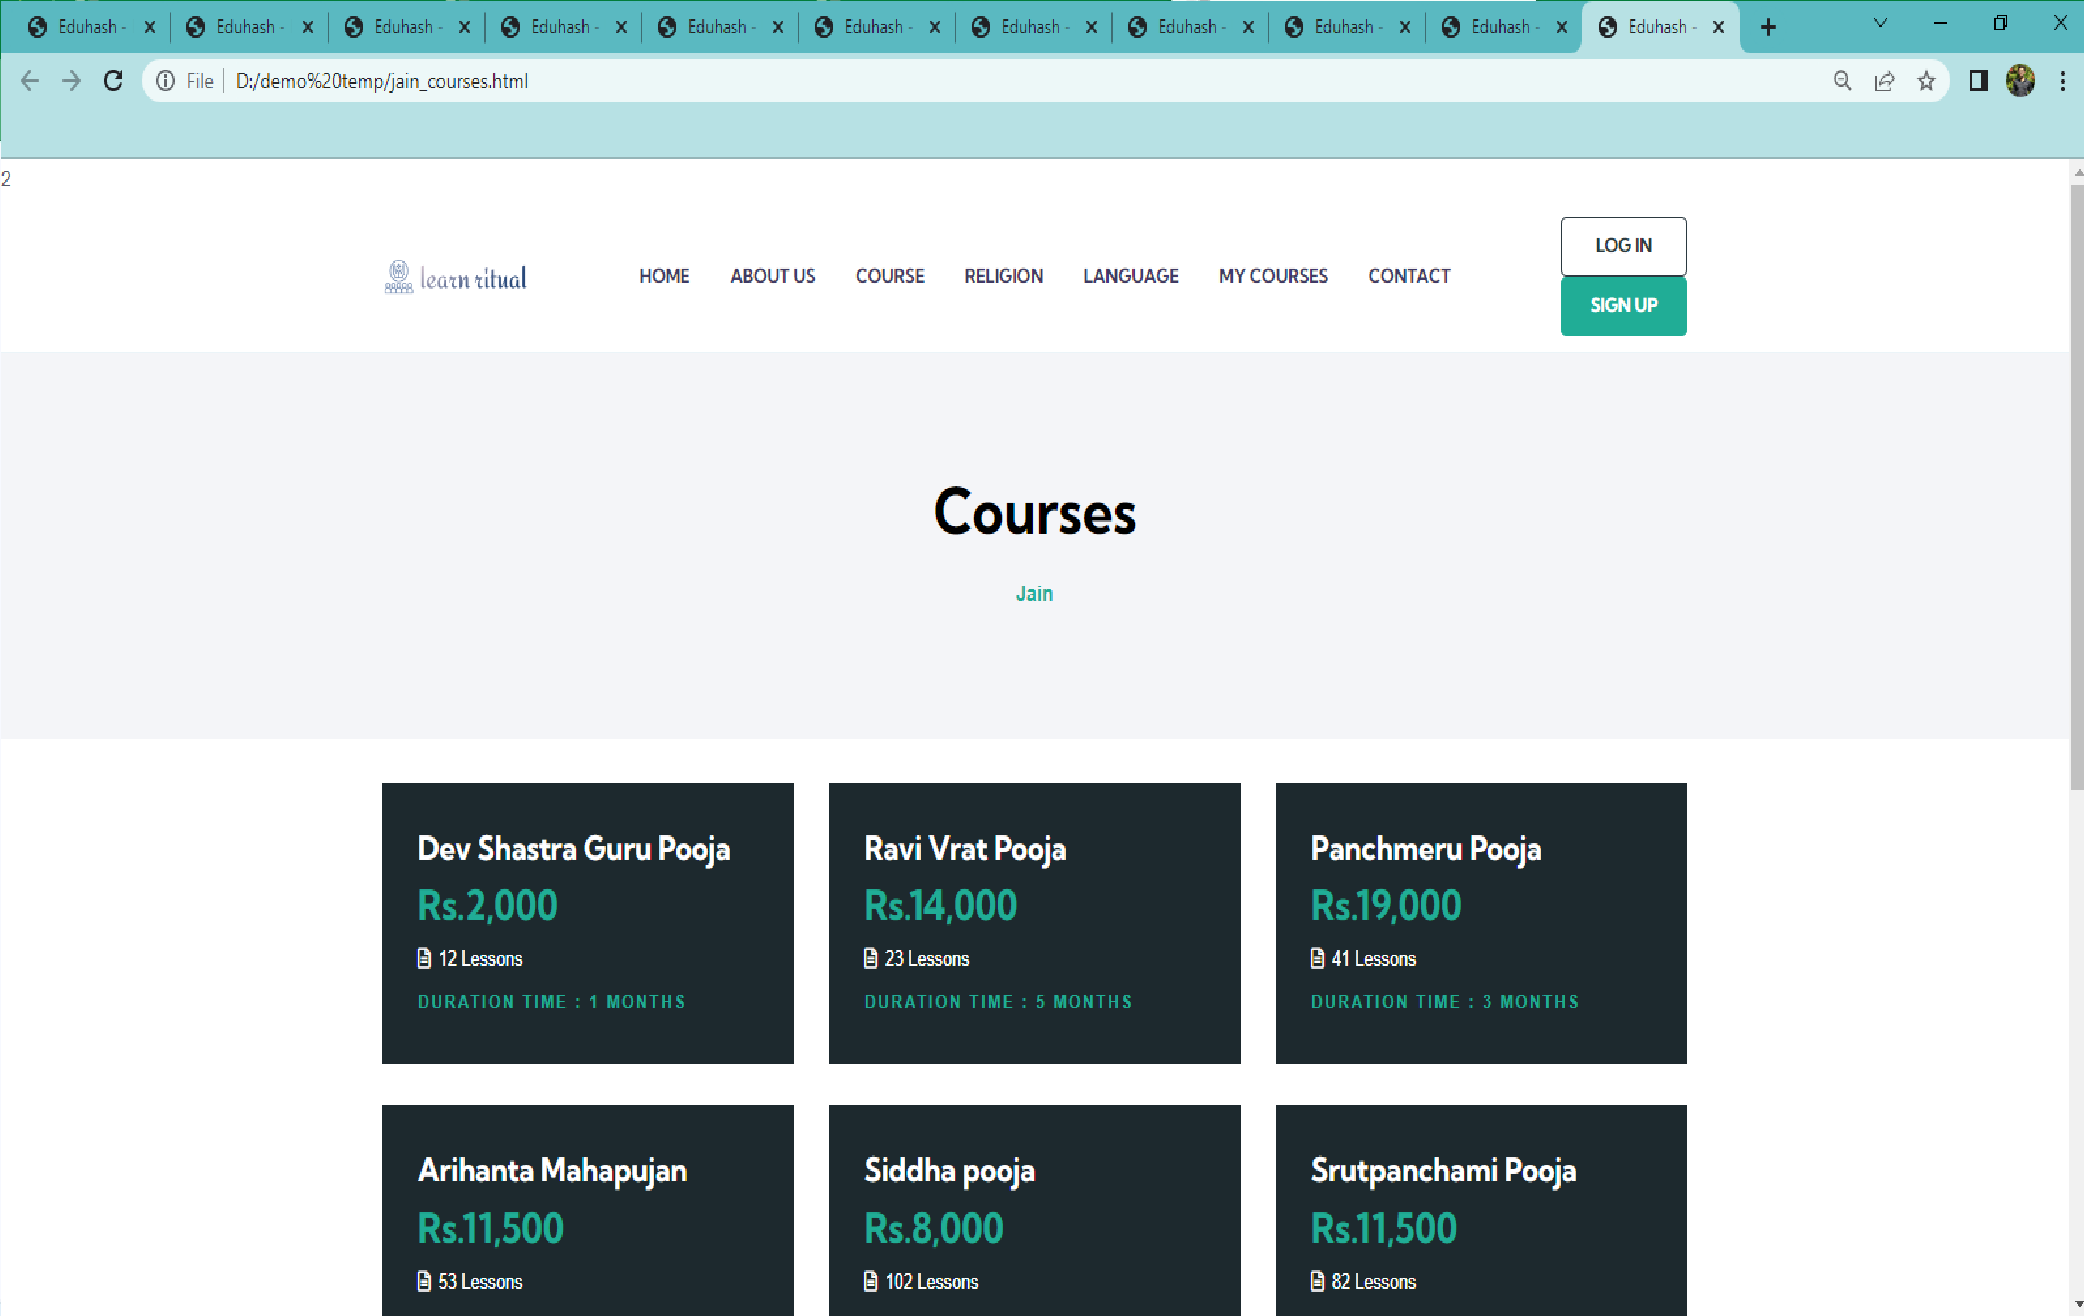 Eduhash - Eduhash - Eduhash - Eduhash - Eduhash - Eduhash - Eduhash - Eduhash - Eduhash - Eduhash - Eduhash -
File D:/demo%20temp/jain_courses.html
2
LOG IN
learn ritual HOME ABOUT US COURSE RELIGION LANGUAGE MY COURSES CONTACT
SIGN UP
Courses
Jain
Dev Shastra Guru Pooja
Rs.2,000
12 Lessons
DURATION TIME : 1 MONTHS
Ravi Vrat Pooja
Rs.14,000
23 Lessons
DURATION TIME : 5 MONTHS
Panchmeru Pooja
Rs.19,000
41 Lessons
DURATION TIME : 3 MONTHS
Arihanta Mahapujan
Rs.11,500
53 Lessons
Siddha pooja
Rs.8,000
102 Lessons
Srutpanchami Pooja
Rs.11,500
82 Lessons